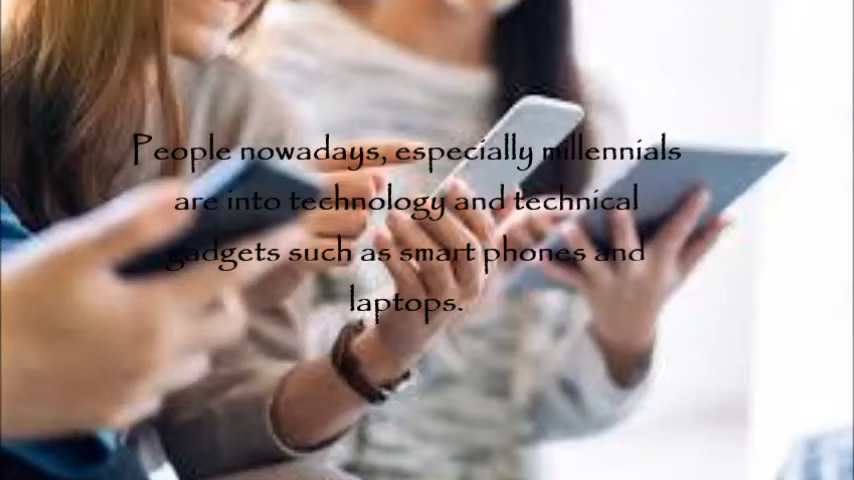 People nowadays, especially millennials
are into technology and technical
gadgets such as smart phones and
laptops.